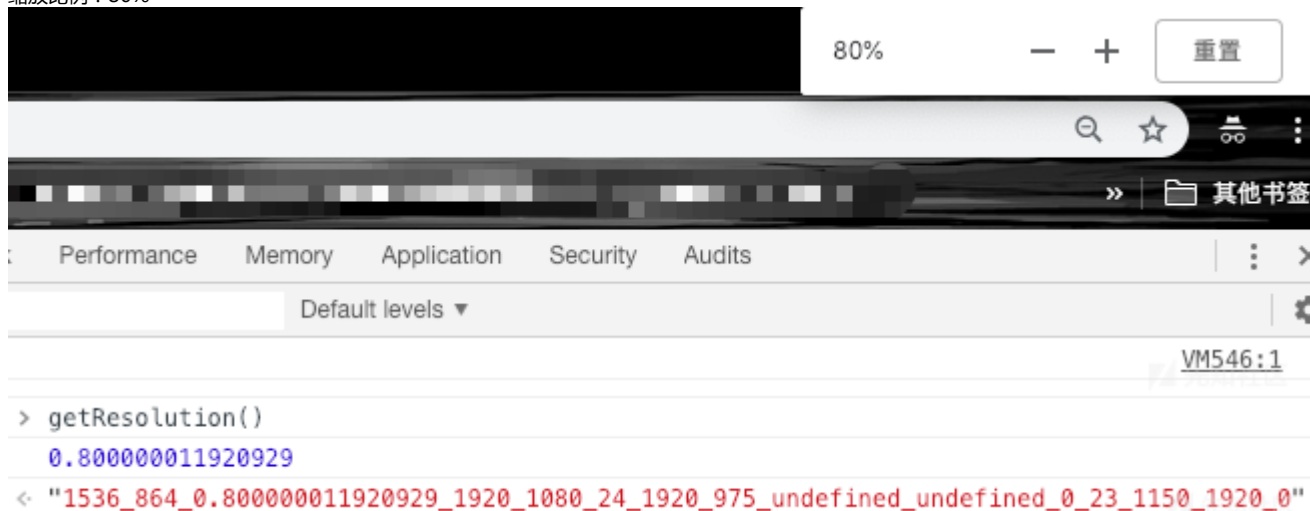 80% − + 重置
» 其他书签
Performance Memory Application Security Audits
Default levels ▼
VM546:1
> getResolution()
0.800000011920929
"1536_864_0.800000011920929_1920_1080_24_1920_975_undefined_undefined_0_23_1150_1920_0"